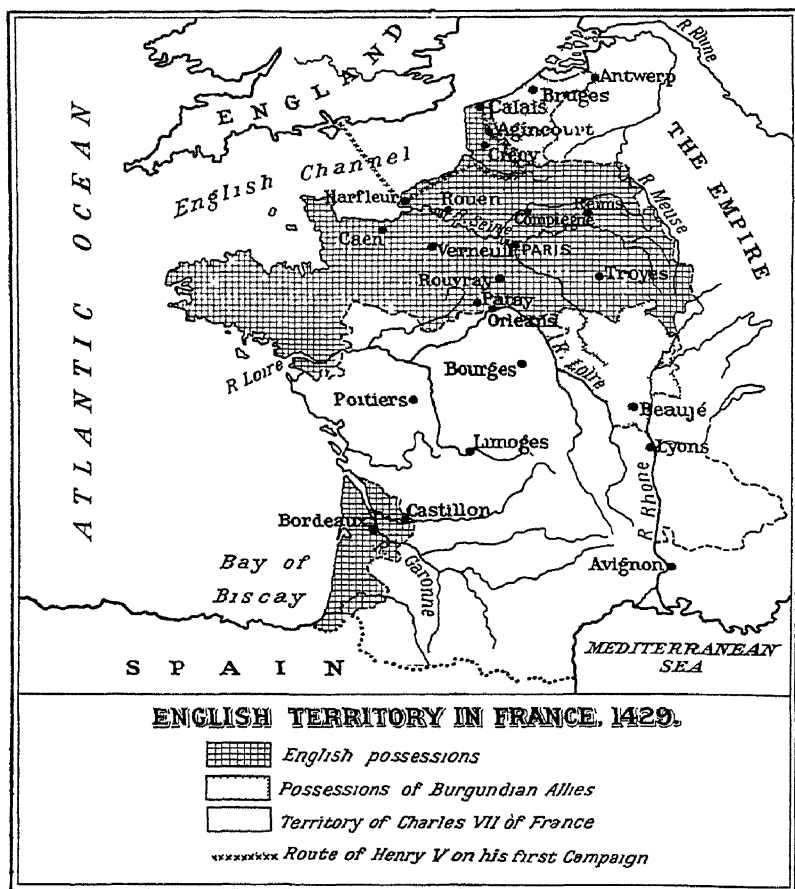 ENGLAND
R Rhine
Antwerp
Bruges
Calais
Agincourt
Crécy
THE EMPIRE
ATLANTIC OCEAN
English Channel
Harfleur
Rouen
R. Seine
Compiegne
Reims
R Meuse
Caen
Verneuil
PARIS
Rouvray
Troyes
Patay
Orleans
R Loire
R. Loire
Bourges
Poitiers
Beaujé
Limoges
Lyons
Castillon
Bordeaux
R Rhone
Bay of
Biscay
R. Garonne
Avignon
MEDITERRANEAN
SEA
SPAIN
ENGLISH TERRITORY IN FRANCE, 1429.
English possessions
Possessions of Burgundian Allies
Territory of Charles VII of France
Route of Henry V on his first Campaign